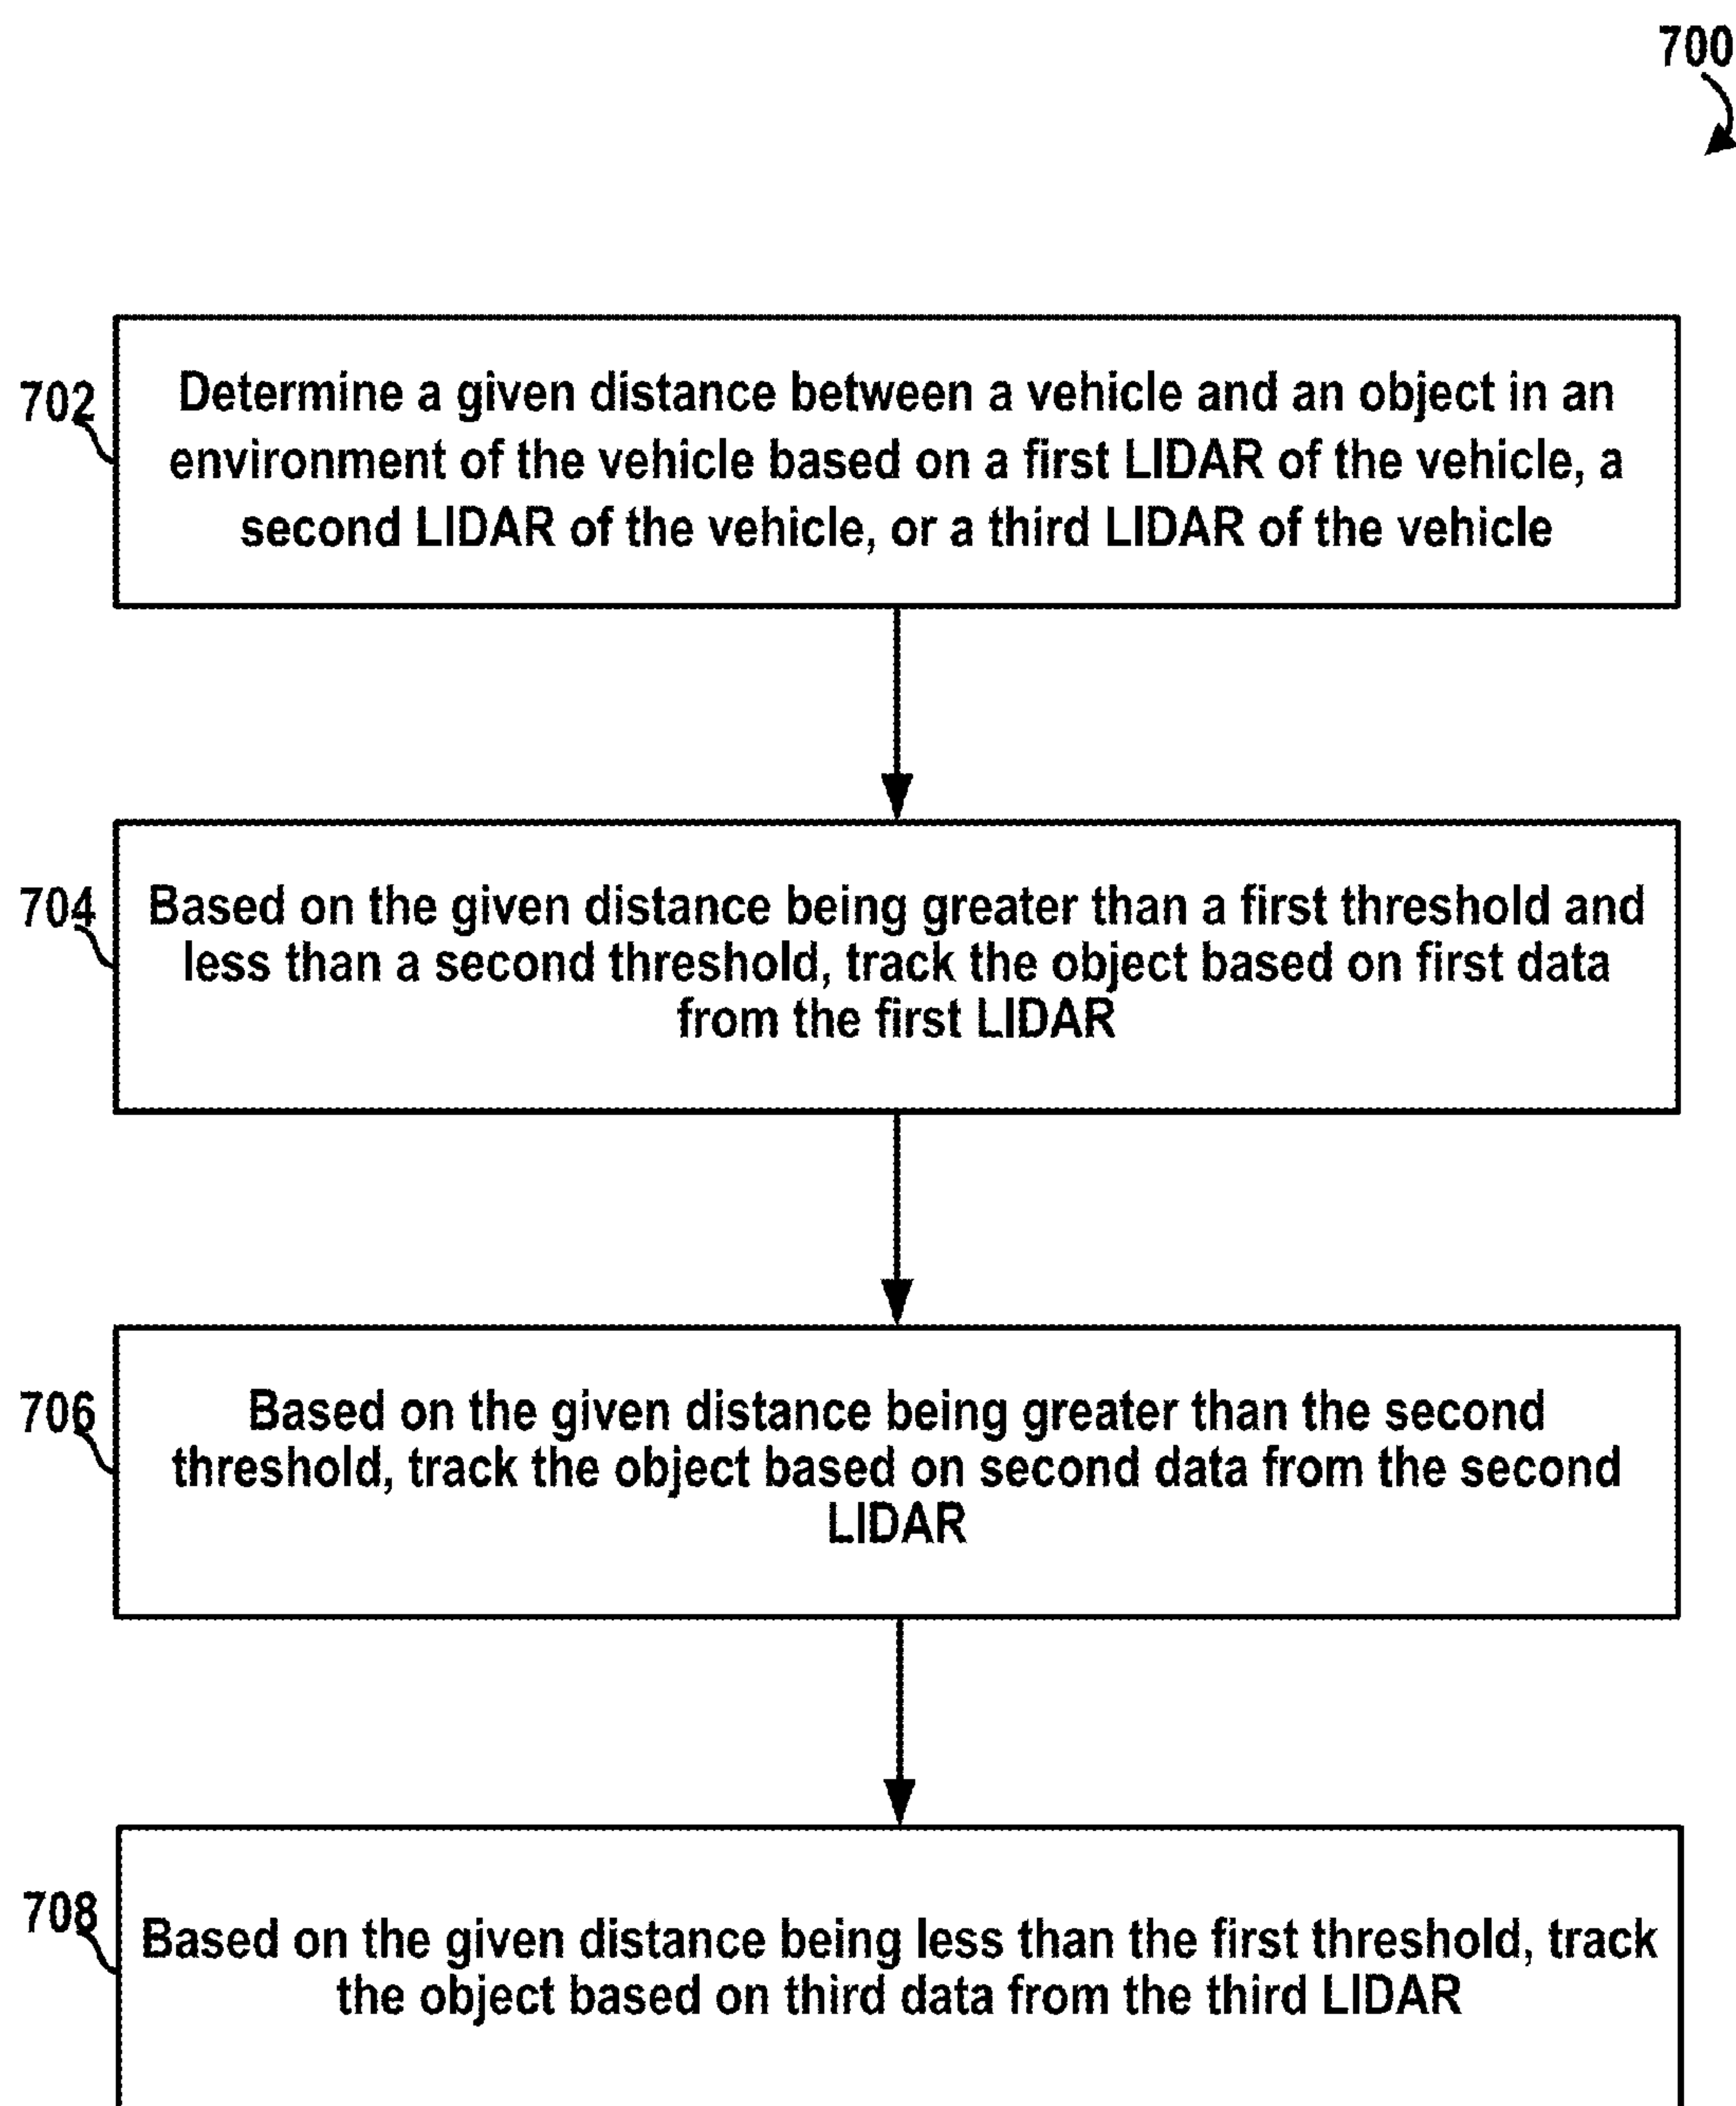 700
702
Determine a given distance between a vehicle and an object in an
environment of the vehicle based on a first LIDAR of the vehicle, a
second LIDAR of the vehicle, or a third LIDAR of the vehicle
704
Based on the given distance being greater than a first threshold and
less than a second threshold, track the object based on first data
from the first LIDAR
706
Based on the given distance being greater than the second
threshold, track the object based on second data from the second
LIDAR
708
Based on the given distance being less than the first threshold, track
the object based on third data from the third LIDAR